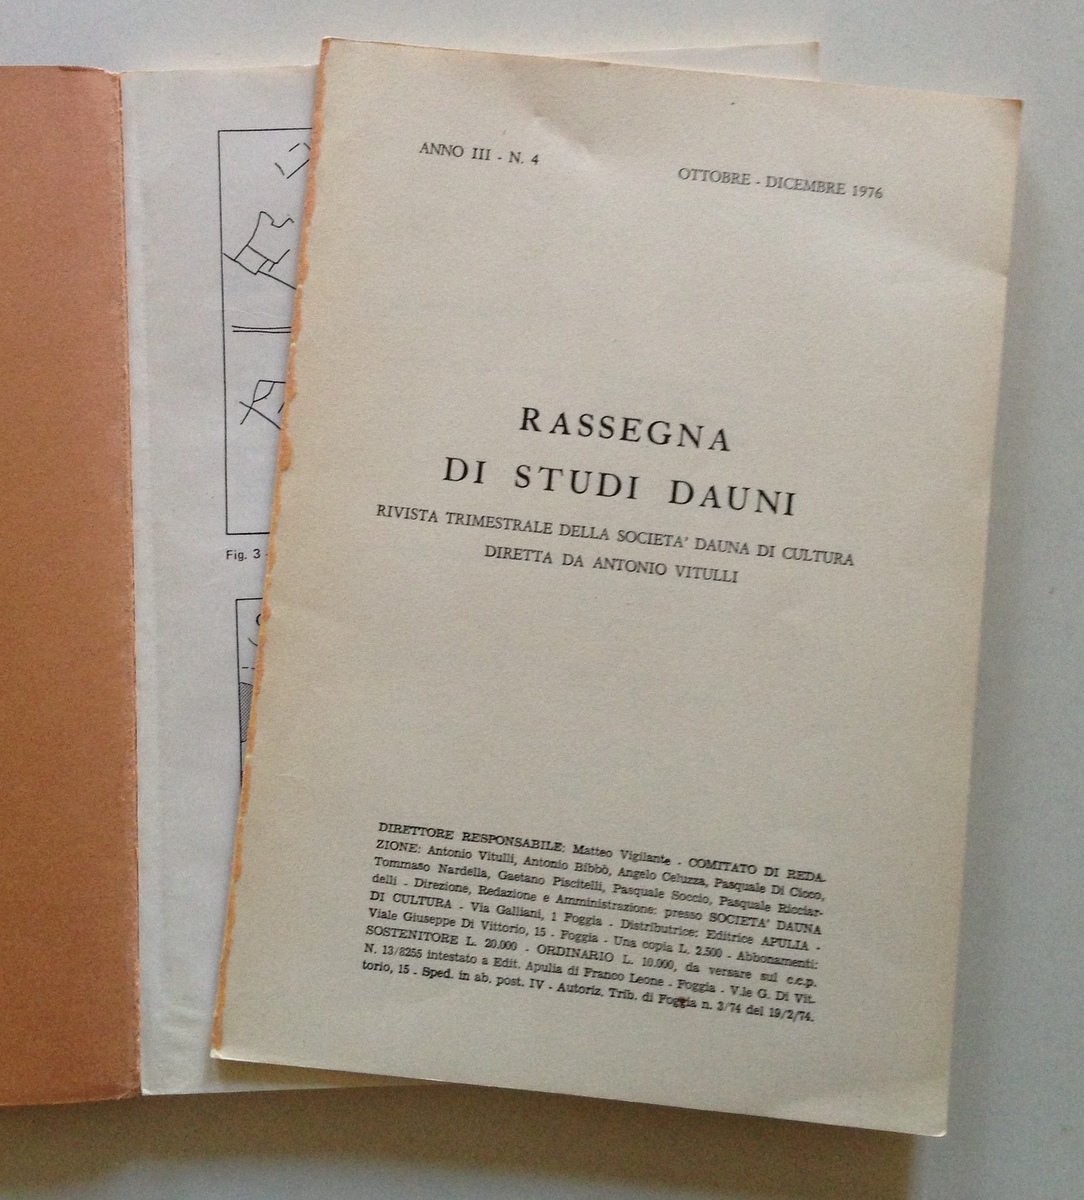 ANNO III - N. 4
OTTOBRE - DICEMBRE 1976
RASSEGNA
DI STUDI DAUNI
RIVISTA TRIMESTRALE DELLA SOCIETA' DAUNA DI CULTURA
DIRETTA DA ANTONIO VITULLI
Fig. 3 -
DIRETTORE RESPONSABILE: Matteo Vigilante - COMITATO DI REDA-
ZIONE: Antonio Vitulli, Antonio Bibbò, Angelo Celuzza, Pasquale Di Cicco,
Tommaso Nardella, Gaetano Piscitelli, Pasquale Soccio, Pasquale Ricciar-
delli - Direzione, Redazione e Amministrazione: presso SOCIETA' DAUNA
DI CULTURA - Via Galliani, 1 Foggia - Distributrice: Editrice APULIA -
Viale Giuseppe Di Vittorio, 15 - Foggia - Una copia L. 2.500 - Abbonamenti:
SOSTENITORE L. 20.000 - ORDINARIO L. 10.000, da versare sul c.c.p.
N. 13/8255 intestato a Edit. Apulia di Franco Leone - Foggia - V.le G. Di Vit-
torio, 15 - Sped. in ab. post. IV - Autoriz. Trib. di Foggia n. 3/74 del 19/2/74.